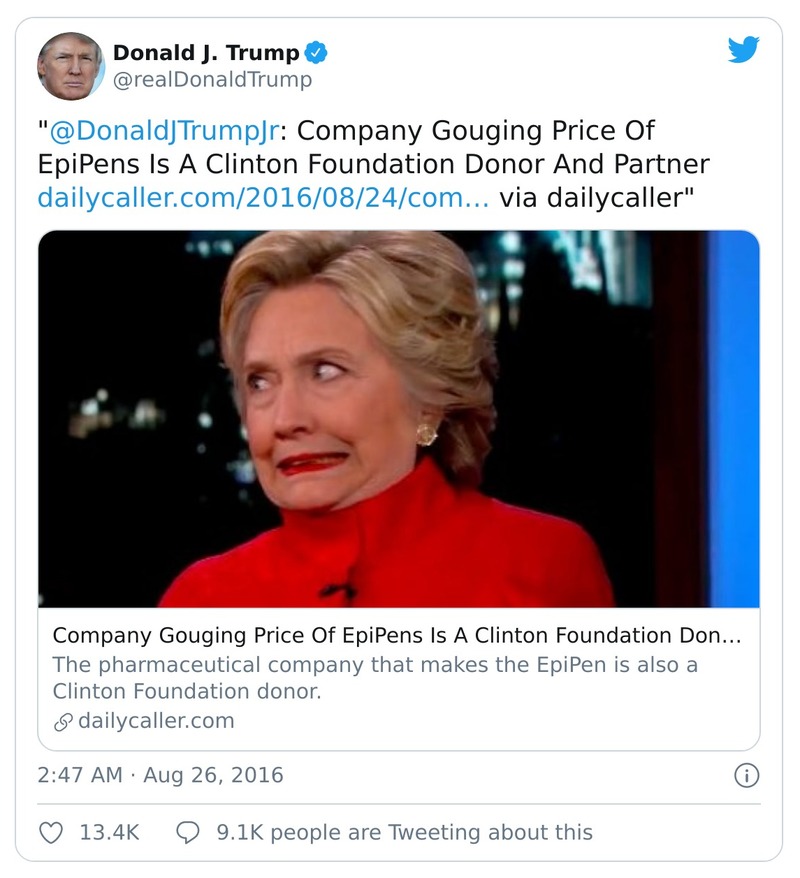 Donald J. Trump
@realDonaldTrump
"@DonaldJTrumpJr: Company Gouging Price Of
EpiPens Is A Clinton Foundation Donor And Partner
dailycaller.com/2016/08/24/com… via dailycaller"
Company Gouging Price Of EpiPens Is A Clinton Foundation Don…
The pharmaceutical company that makes the EpiPen is also a
Clinton Foundation donor.
dailycaller.com
2:47 AM · Aug 26, 2016
13.4K 9.1K people are Tweeting about this